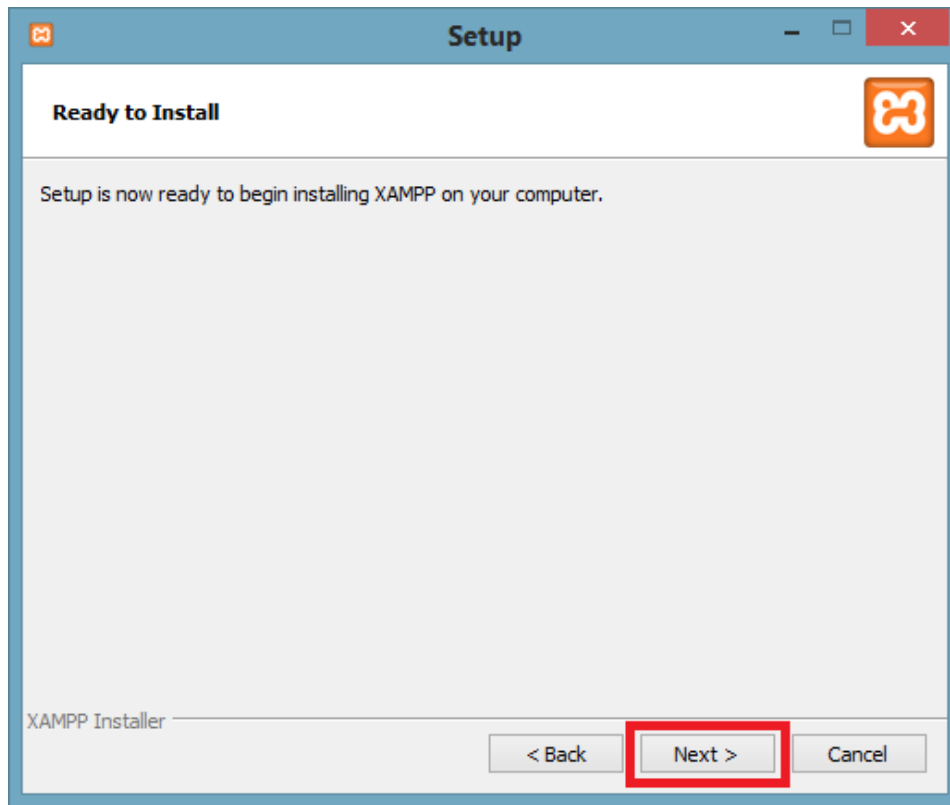 Setup
Ready to Install
Setup is now ready to begin installing XAMPP on your computer.
XAMPP Installer
< Back Next > Cancel